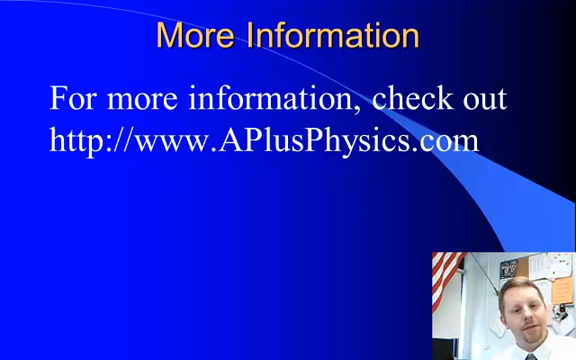 More Information
For more information, check out
http://www.APlusPhysics.com